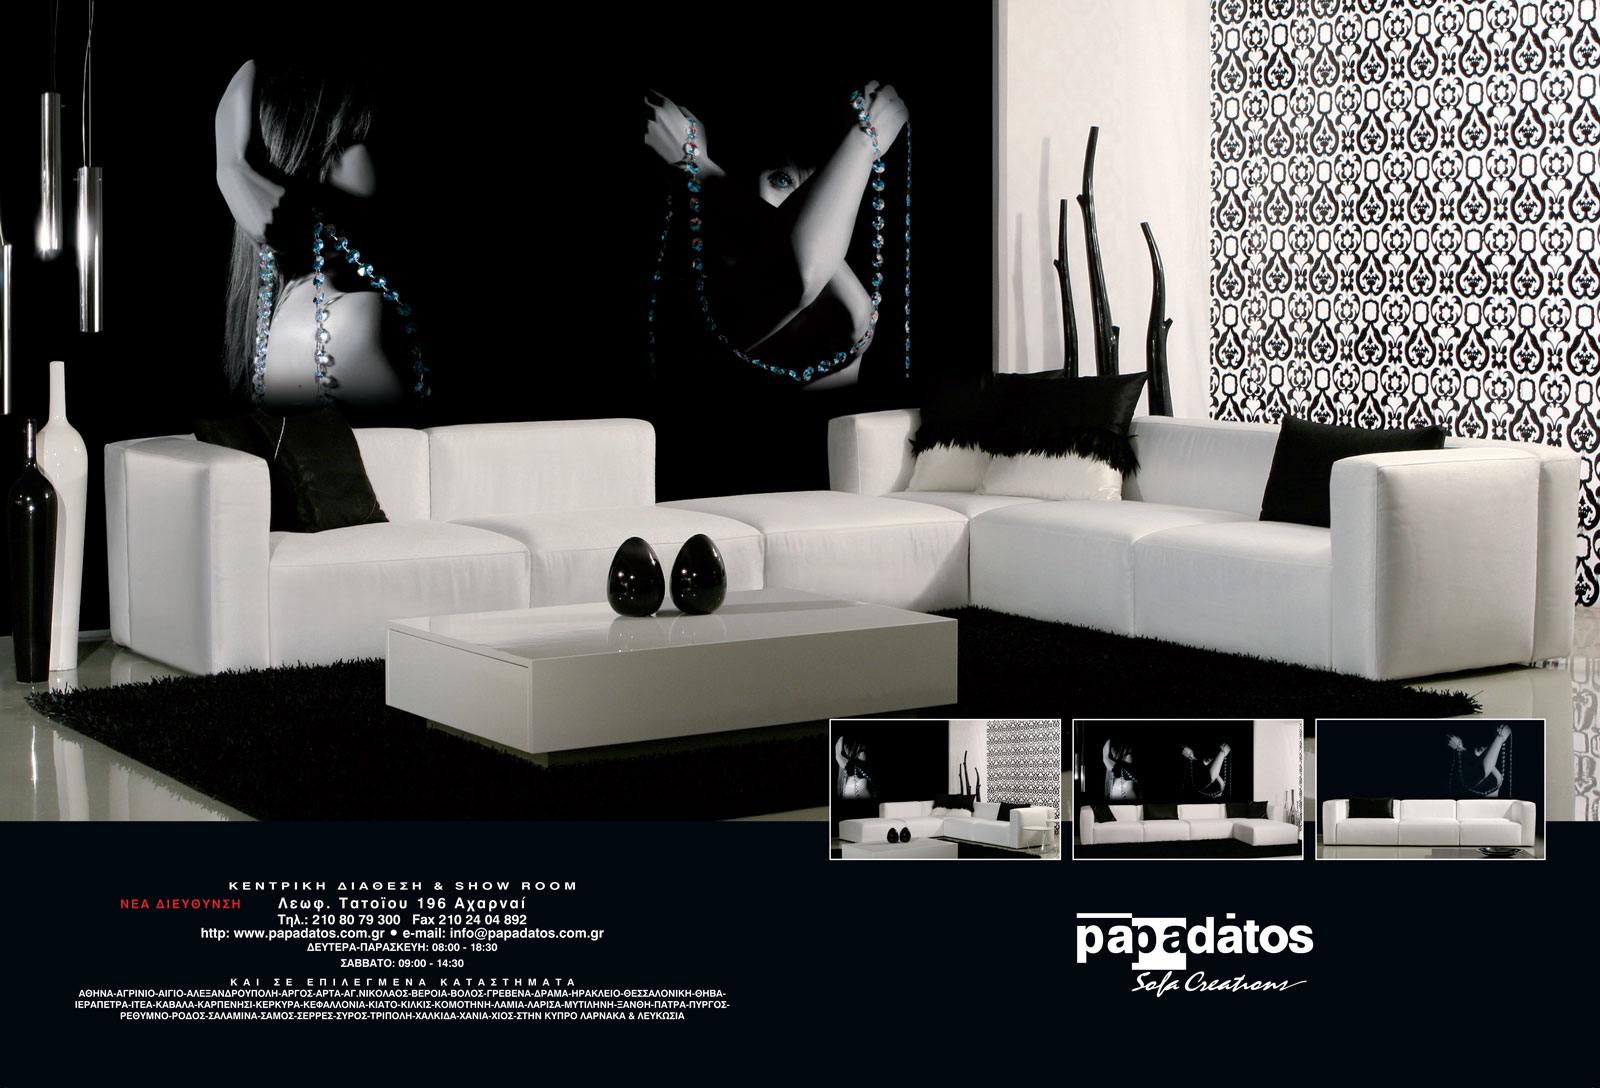 ΚΕΝΤΡΙΚΗ ΔΙΑΘΕΣΗ & SHOW ROOM
ΝΕΑ ΔΙΕΥΘΥΝΣΗ Λεωφ. Τατοϊου 196 Αχαρναί
Τηλ.: 210 80 79 300 Fax 210 24 04 892
http: www.papadatos.com.gr • e-mail: info@papadatos.com.gr
ΔΕΥΤΕΡΑ-ΠΑΡΑΣΚΕΥΗ: 08:00 - 18:30
ΣΑΒΒΑΤΟ: 09:00 - 14:30
ΚΑΙ ΣΕ ΕΠΙΛΕΓΜΕΝΑ ΚΑΤΑΣΤΗΜΑΤΑ
ΑΘΗΝΑ-ΑΓΡΙΝΙΟ-ΑΙΓΙΟ-ΑΛΕΞΑΝΔΡΟΥΠΟΛΗ-ΑΡΓΟΣ-ΑΡΤΑ-ΑΓ.ΝΙΚΟΛΑΟΣ-ΒΕΡΟΙΑ-ΒΟΛΟΣ-ΓΡΕΒΕΝΑ-ΔΡΑΜΑ-ΗΡΑΚΛΕΙΟ-ΘΕΣΣΑΛΟΝΙΚΗ-ΘΗΒΑ-
ΙΕΡΑΠΕΤΡΑ-ΙΤΕΑ-ΚΑΒΑΛΑ-ΚΑΡΠΕΝΗΣΙ-ΚΕΡΚΥΡΑ-ΚΕΦΑΛΛΟΝΙΑ-ΚΙΑΤΟ-ΚΙΛΚΙΣ-ΚΟΜΟΤΗΝΗ-ΛΑΜΙΑ-ΛΑΡΙΣΑ-ΜΥΤΙΛΗΝΗ-ΞΑΝΘΗ-ΠΑΤΡΑ-ΠΥΡΓΟΣ-
ΡΕΘΥΜΝΟ-ΡΟΔΟΣ-ΣΑΛΑΜΙΝΑ-ΣΑΜΟΣ-ΣΕΡΡΕΣ-ΣΥΡΟΣ-ΤΡΙΠΟΛΗ-ΧΑΛΚΙΔΑ-ΧΑΝΙΑ-ΧΙΟΣ-ΣΤΗΝ ΚΥΠΡΟ ΛΑΡΝΑΚΑ & ΛΕΥΚΩΣΙΑ
papadátos
Sofa Creations